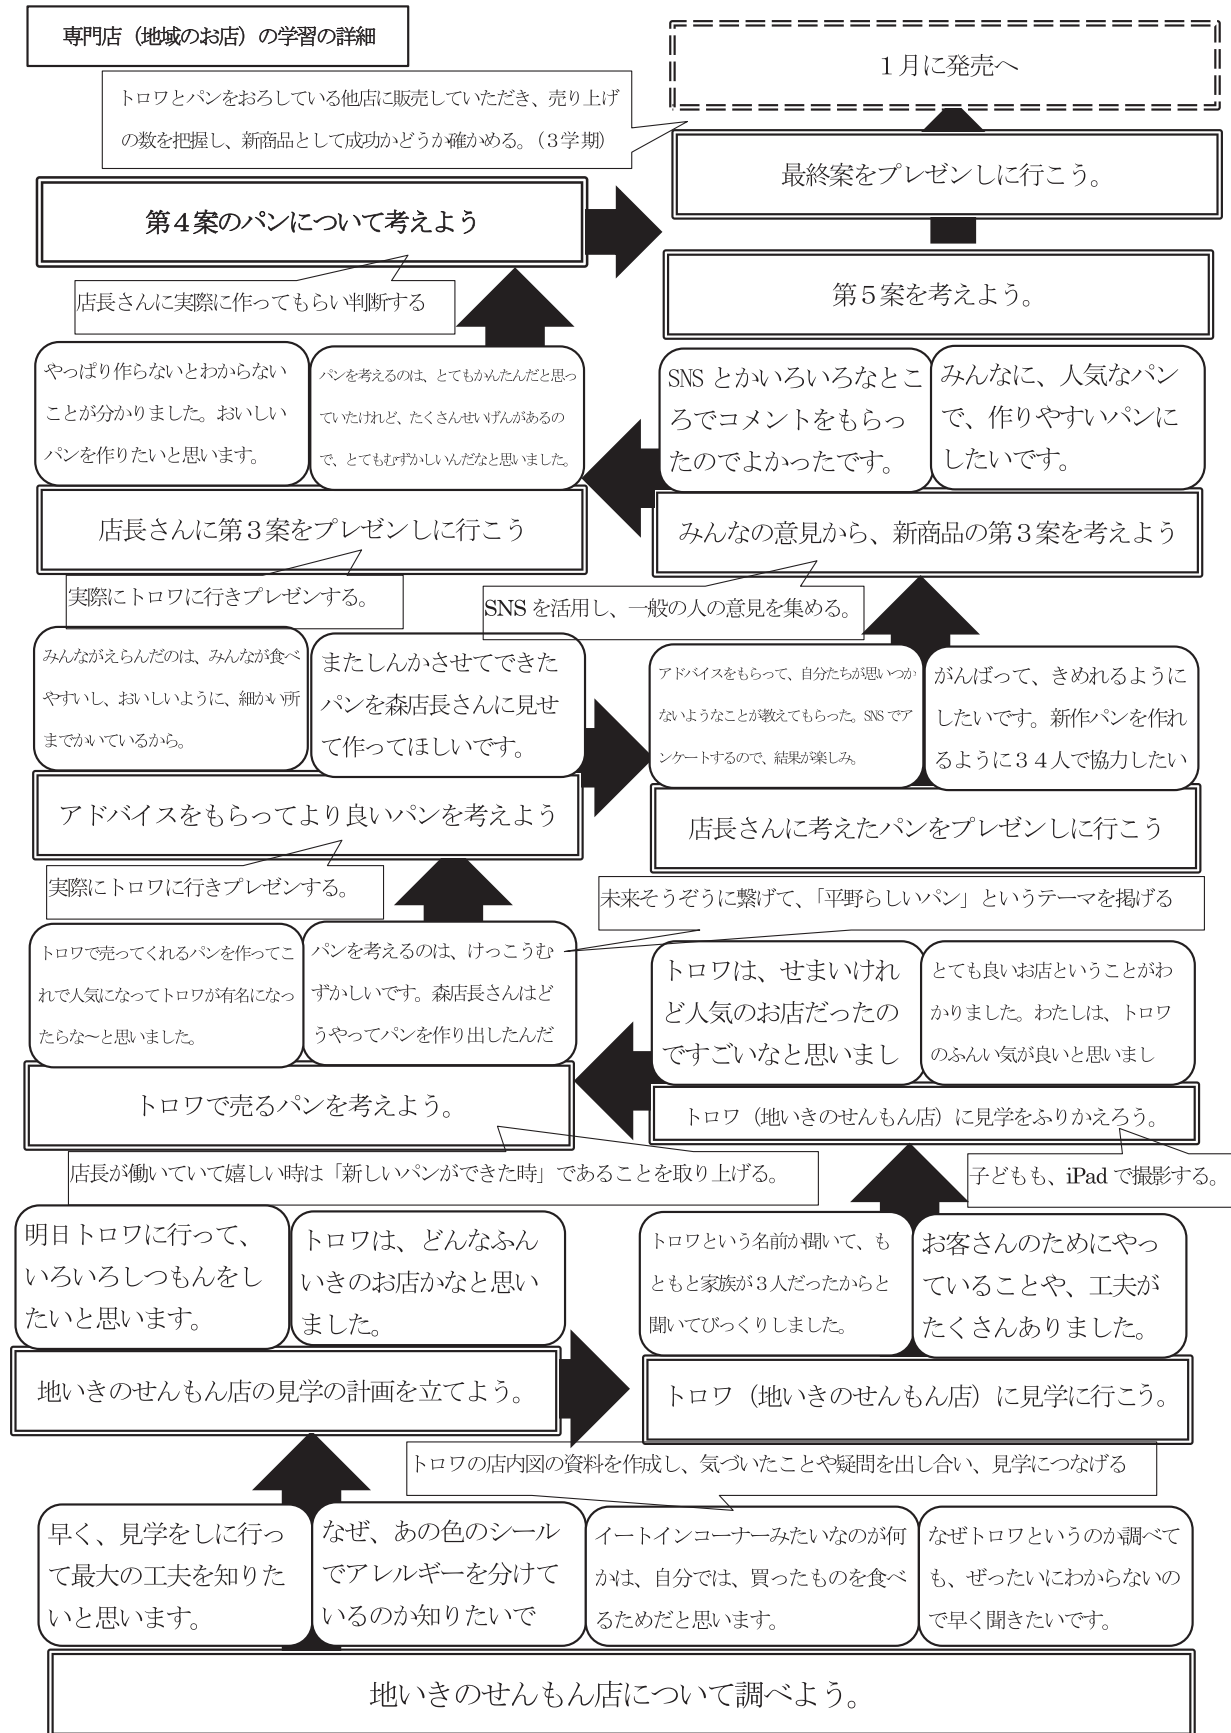 専門店（地域のお店）の学習の詳細
１月に発売へ
トロワとパンをおろしている他店に販売していただき、売り上げ
の数を把握し、新商品として成功かどうか確かめる。（３学期）
最終案をプレゼンしに行こう。
第４案のパンについて考えよう
第５案を考えよう。
店長さんに実際に作ってもらい判断する
やっぱり作らないとわからない
ことが分かりました。おいしい
パンを作りたいと思います。
パンを考えるのは、とてもかんたんだと思っ
ていたけれど、たくさんせいげんがあるの
で、とてもむずかしいんだなと思いました。
SNS とかいろいろなとこ
ろでコメントをもらっ
たのでよかったです。
みんなに、人気なパン
で、作りやすいパンに
したいです。
店長さんに第３案をプレゼンしに行こう
みんなの意見から、新商品の第３案を考えよう
実際にトロワに行きプレゼンする。
SNS を活用し、一般の人の意見を集める。
みんながえらんだのは、みんなが食べ
やすいし、おいしいように、細かい所
までかいているから。
またしんかさせてできた
パンを森店長さんに見せ
て作ってほしいです。
アドバイスをもらって、自分たちが思いつか
ないようなことが教えてもらった。SNS でア
ンケートするので、結果が楽しみ。
がんばって、きめれるように
したいです。新作パンを作れ
るように３４人で協力したい
アドバイスをもらってより良いパンを考えよう
店長さんに考えたパンをプレゼンしに行こう
実際にトロワに行きプレゼンする。
未来そうぞうに繋げて、「平野らしいパン」というテーマを掲げる
トロワで売ってくれるパンを作ってこ
れで人気になってトロワが有名になっ
たらな～と思いました。
パンを考えるのは、けっこうむ
ずかしいです。森店長さんはど
うやってパンを作り出したんだ
トロワは、せまいけれ
ど人気のお店だったの
ですごいなと思いまし
とても良いお店ということがわ
かりました。わたしは、トロワ
のふんい気が良いと思いまし
トロワで売るパンを考えよう。
トロワ（地いきのせんもん店）に見学をふりかえろう。
店長が働いていて嬉しい時は「新しいパンができた時」であることを取り上げる。
子どもも、iPad で撮影する。
明日トロワに行って、
いろいろしつもんをし
たいと思います。
トロワは、どんなふん
いきのお店かなと思い
ました。
トロワという名前か聞いて、も
ともと家族が３人だったからと
聞いてびっくりしました。
お客さんのためにやっ
ていることや、工夫が
たくさんありました。
地いきのせんもん店の見学の計画を立てよう。
トロワ（地いきのせんもん店）に見学に行こう。
トロワの店内図の資料を作成し、気づいたことや疑問を出し合い、見学につなげる
早く、見学をしに行っ
て最大の工夫を知りた
いと思います。
なぜ、あの色のシール
でアレルギーを分けて
いるのか知りたいで
イートインコーナーみたいなのが何
かは、自分では、買ったものを食べ
るためだと思います。
なぜトロワというのか調べて
も、ぜったいにわからないの
で早く聞きたいです。
地いきのせんもん店について調べよう。